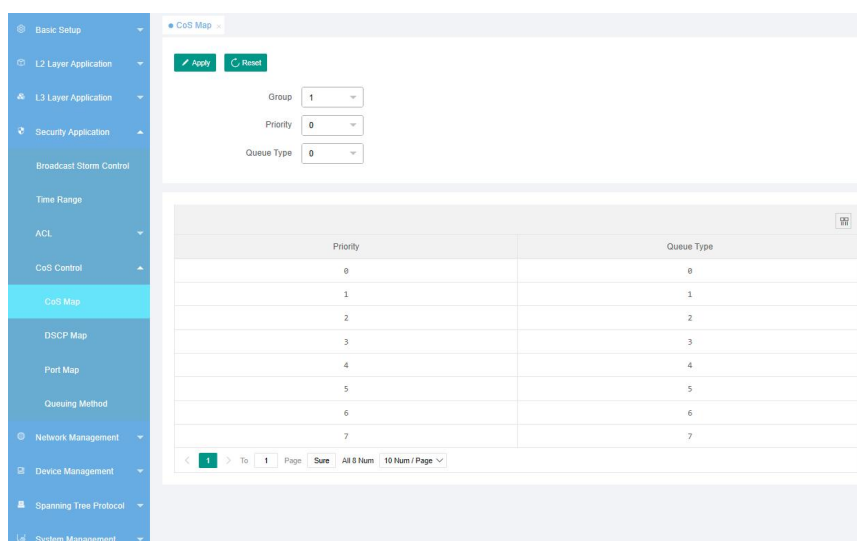 Basic Setup
L2 Layer Application
L3 Layer Application
Security Application
Broadcast Storm Control
Time Range
ACL
CoS Control
CoS Map
DSCP Map
Port Map
Queuing Method
Network Management
Device Management
Spanning Tree Protocol
System Management
CoS Map ×
Apply Reset
Group 1
Priority 0
Queue Type 0
Priority Queue Type
0 0
1 1
2 2
3 3
4 4
5 5
6 6
7 7
< 1 > To 1 Page Sure All 8 Num 10 Num / Page